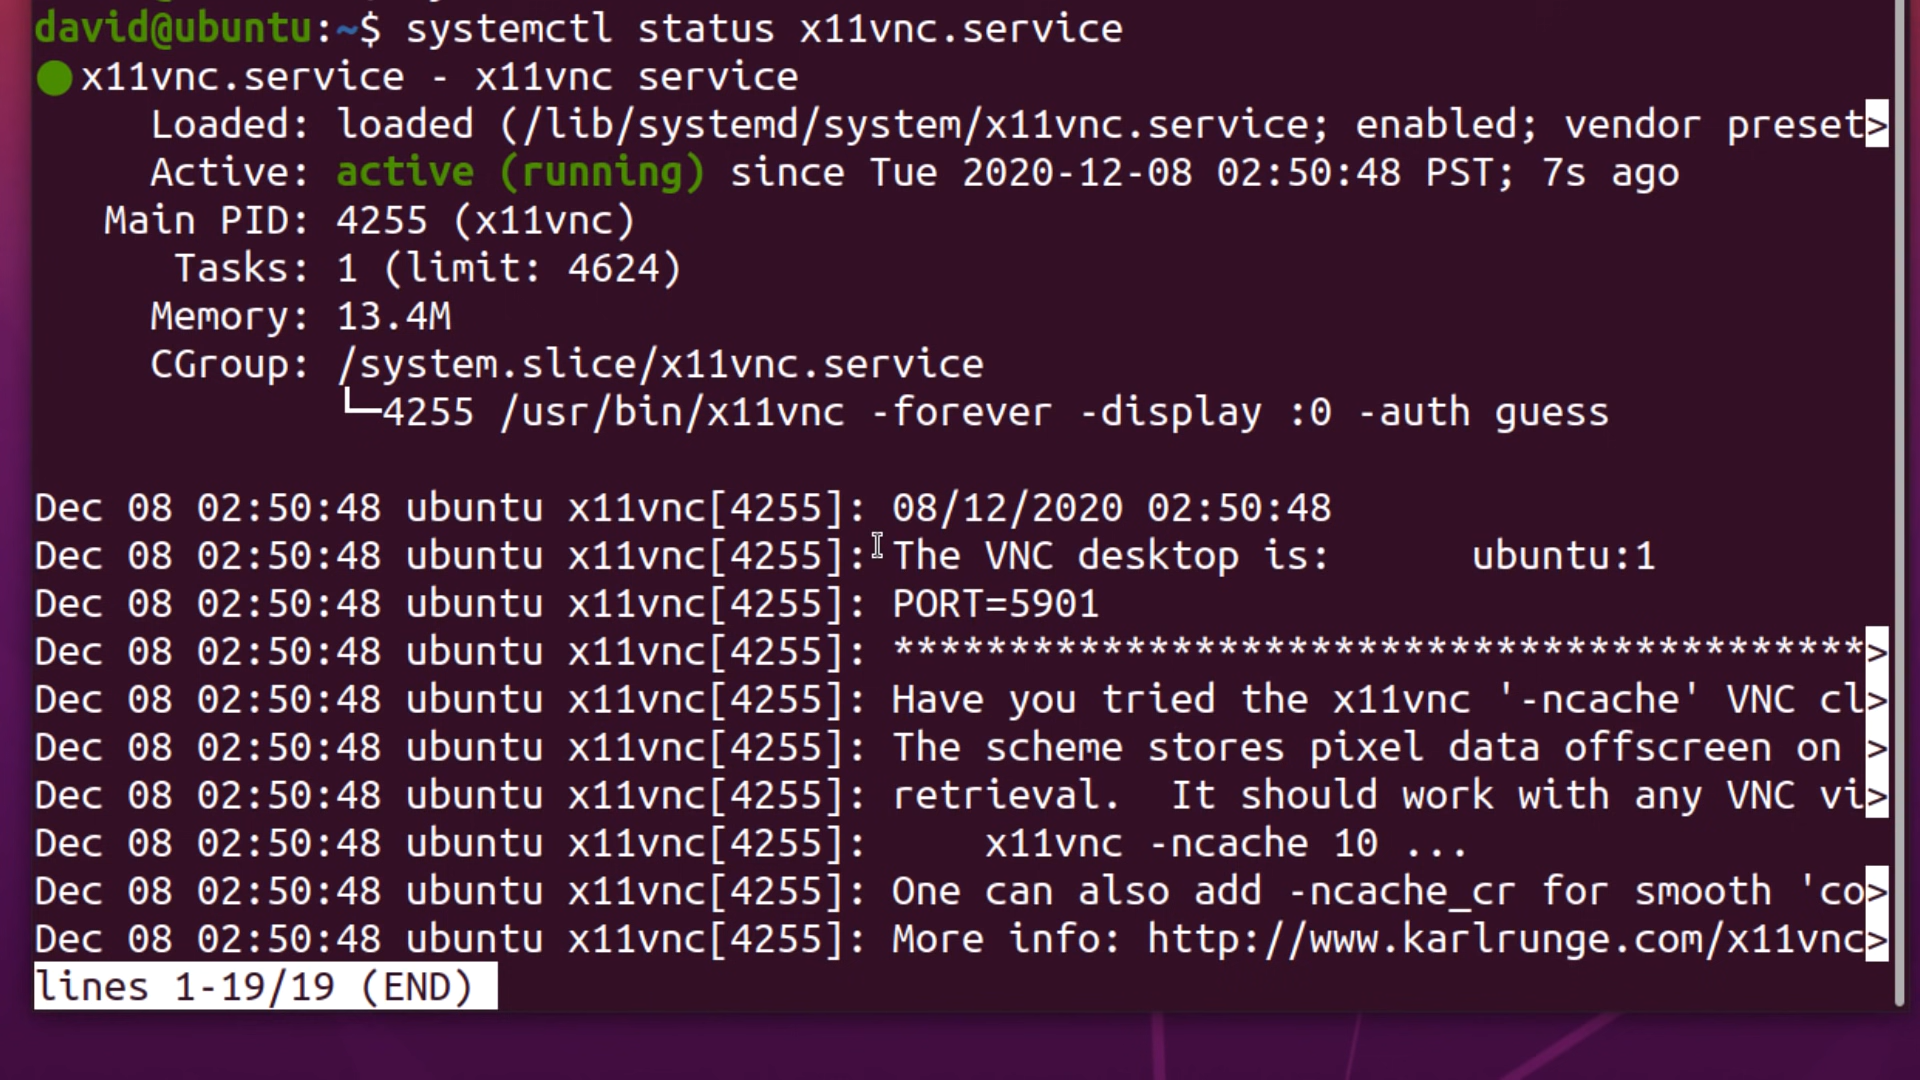 david@ubuntu:~$ systemctl status x11vnc.service
● x11vnc.service - x11vnc service
     Loaded: loaded (/lib/systemd/system/x11vnc.service; enabled; vendor preset>
     Active: active (running) since Tue 2020-12-08 02:50:48 PST; 7s ago
   Main PID: 4255 (x11vnc)
      Tasks: 1 (limit: 4624)
     Memory: 13.4M
     CGroup: /system.slice/x11vnc.service
             └─4255 /usr/bin/x11vnc -forever -display :0 -auth guess

Dec 08 02:50:48 ubuntu x11vnc[4255]: 08/12/2020 02:50:48
Dec 08 02:50:48 ubuntu x11vnc[4255]: The VNC desktop is:      ubuntu:1
Dec 08 02:50:48 ubuntu x11vnc[4255]: PORT=5901
Dec 08 02:50:48 ubuntu x11vnc[4255]: ******************************************>
Dec 08 02:50:48 ubuntu x11vnc[4255]: Have you tried the x11vnc '-ncache' VNC cl>
Dec 08 02:50:48 ubuntu x11vnc[4255]: The scheme stores pixel data offscreen on >
Dec 08 02:50:48 ubuntu x11vnc[4255]: retrieval.  It should work with any VNC vi>
Dec 08 02:50:48 ubuntu x11vnc[4255]:     x11vnc -ncache 10 ...
Dec 08 02:50:48 ubuntu x11vnc[4255]: One can also add -ncache_cr for smooth 'co>
Dec 08 02:50:48 ubuntu x11vnc[4255]: More info: http://www.karlrunge.com/x11vnc>
lines 1-19/19 (END)